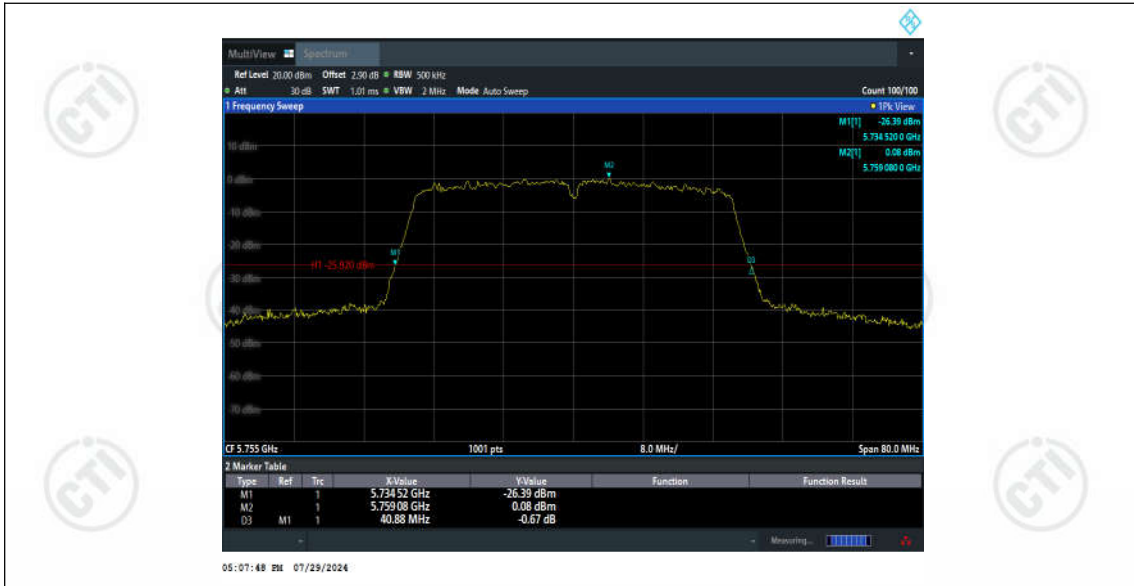 MultiView Spectrum
Ref Level 20.00 dBm Offset 2.90 dB RBW 500 kHz
Att 30 dB SWT 1.01 ms VBW 2 MHz Mode Auto Sweep Count 100/100
1 Frequency Sweep 1Pk View
M1[1] -26.39 dBm
5.734 520 0 GHz
10 dBm
M2[1] 0.08 dBm
5.759 080 0 GHz
M2
0 dBm
-10 dBm
-20 dBm
M1
H1 -25.920 dBm
D3
-30 dBm
-40 dBm
-50 dBm
-60 dBm
-70 dBm
CF 5.755 GHz 1001 pts 8.0 MHz/ Span 80.0 MHz
2 Marker Table
Type Ref Trc X-Value Y-Value Function Function Result
M1 1 5.734 52 GHz -26.39 dBm
M2 1 5.759 08 GHz 0.08 dBm
D3 M1 1 40.88 MHz -0.67 dB
Measuring...
05:07:48 PM 07/29/2024
CTI
CTI
CTI
CTI